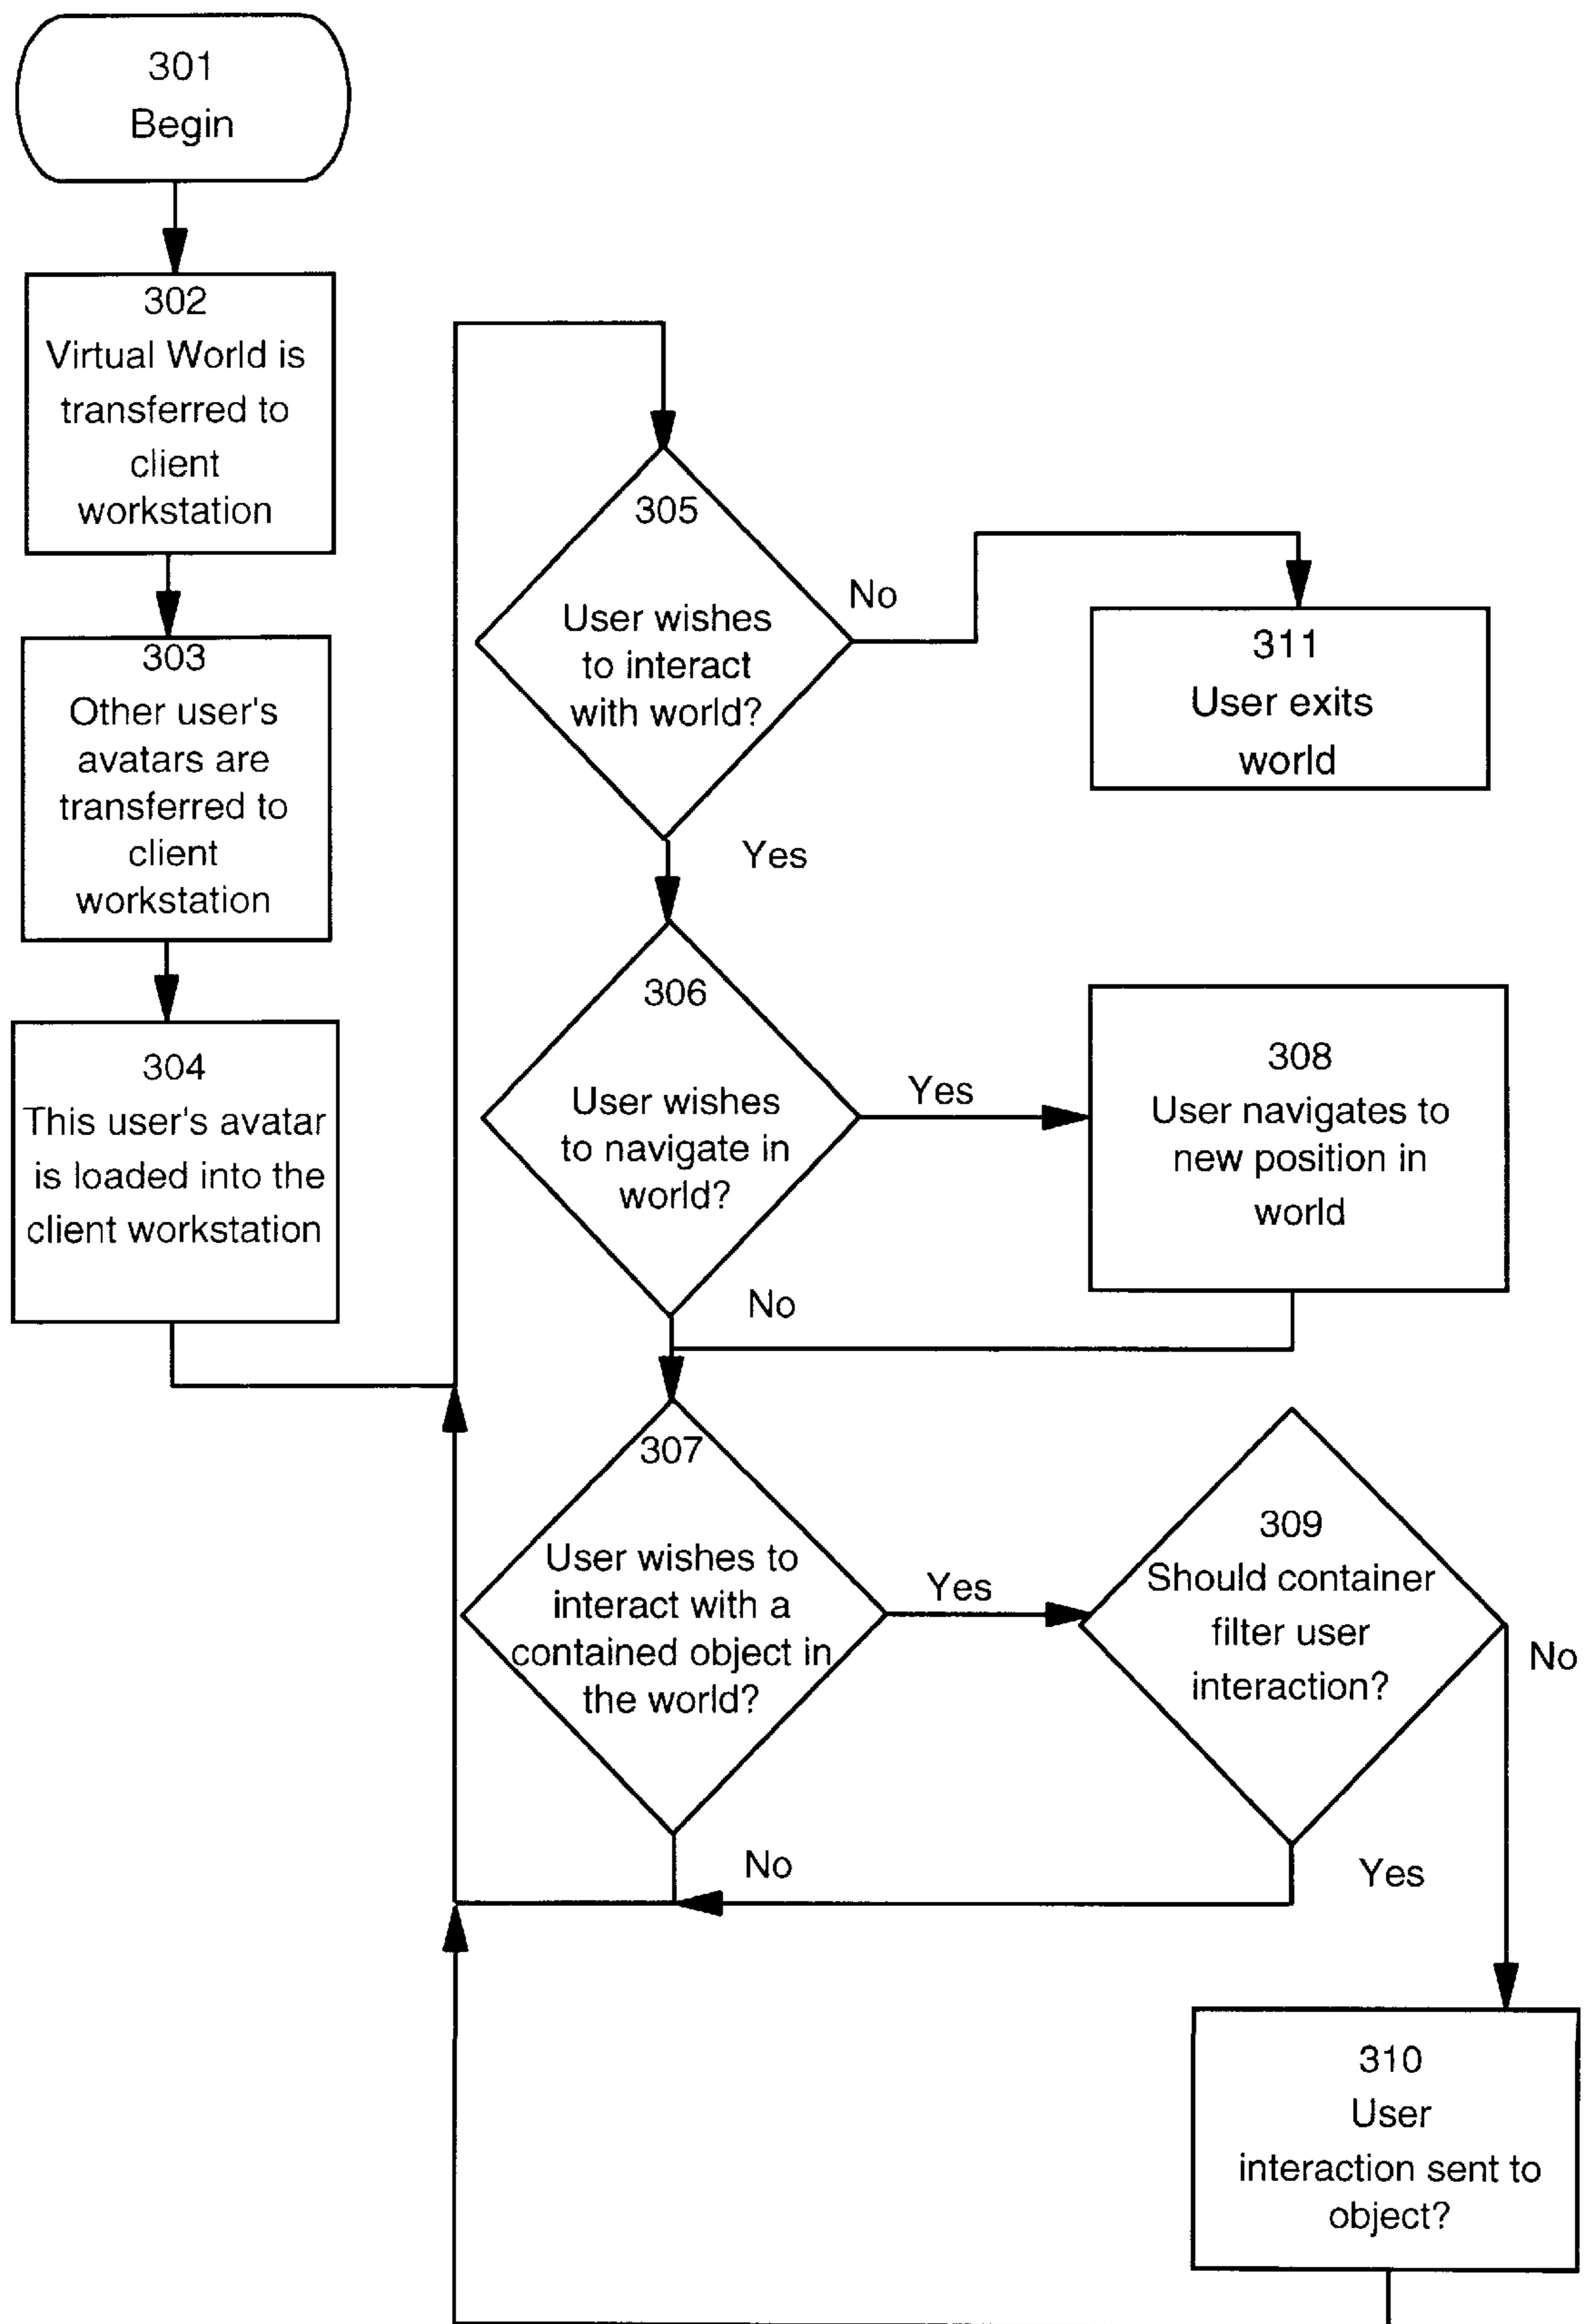 301
Begin
302
Virtual World is
transferred to
client
workstation
303
Other user's
avatars are
transferred to
client
workstation
304
This user's avatar
is loaded into the
client workstation
305
User wishes
to interact
with world?
No
311
User exits
world
Yes
306
User wishes
to navigate in
world?
Yes
308
User navigates to
new position in
world
No
307
User wishes to
interact with a
contained object in
the world?
Yes
309
Should container
filter user
interaction?
No
No
Yes
310
User
interaction sent to
object?